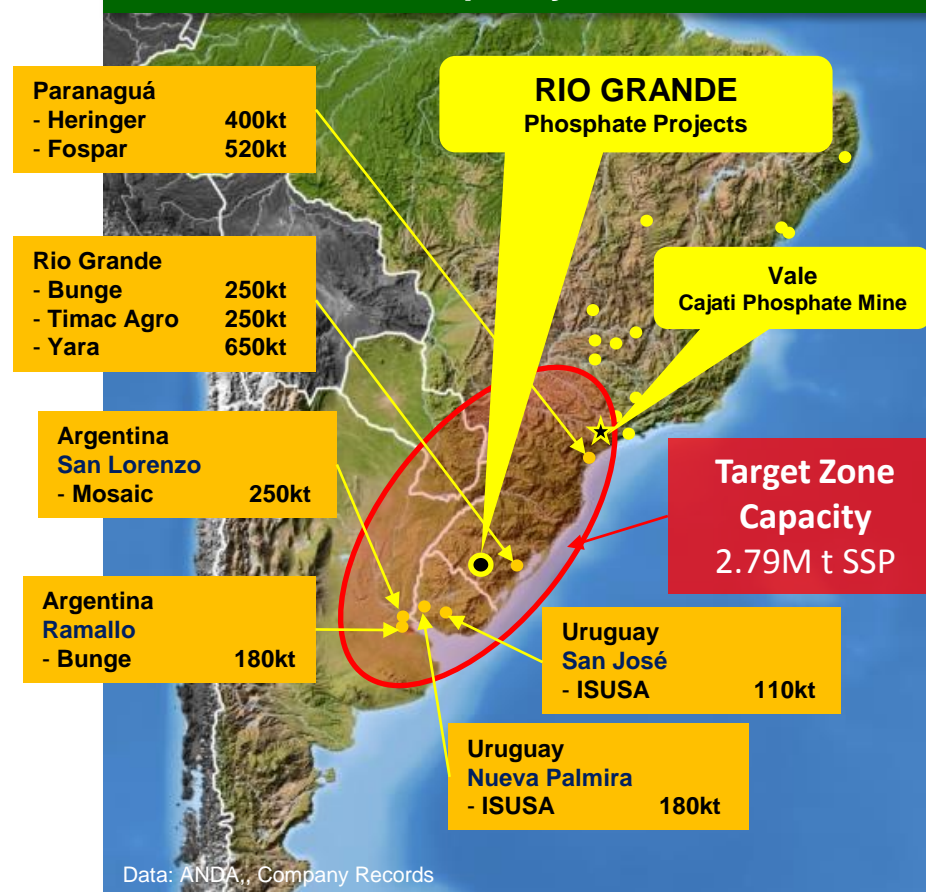 Paranaguá
- Heringer 400kt
- Fospar 520kt
RIO GRANDE
Phosphate Projects
Rio Grande
- Bunge 250kt
- Timac Agro 250kt
- Yara 650kt
Vale
Cajati Phosphate Mine
Argentina
San Lorenzo
- Mosaic 250kt
Target Zone
Capacity
2.79M t SSP
Argentina
Ramallo
- Bunge 180kt
Uruguay
San José
- ISUSA 110kt
Uruguay
Nueva Palmira
- ISUSA 180kt
Data: ANDA,, Company Records